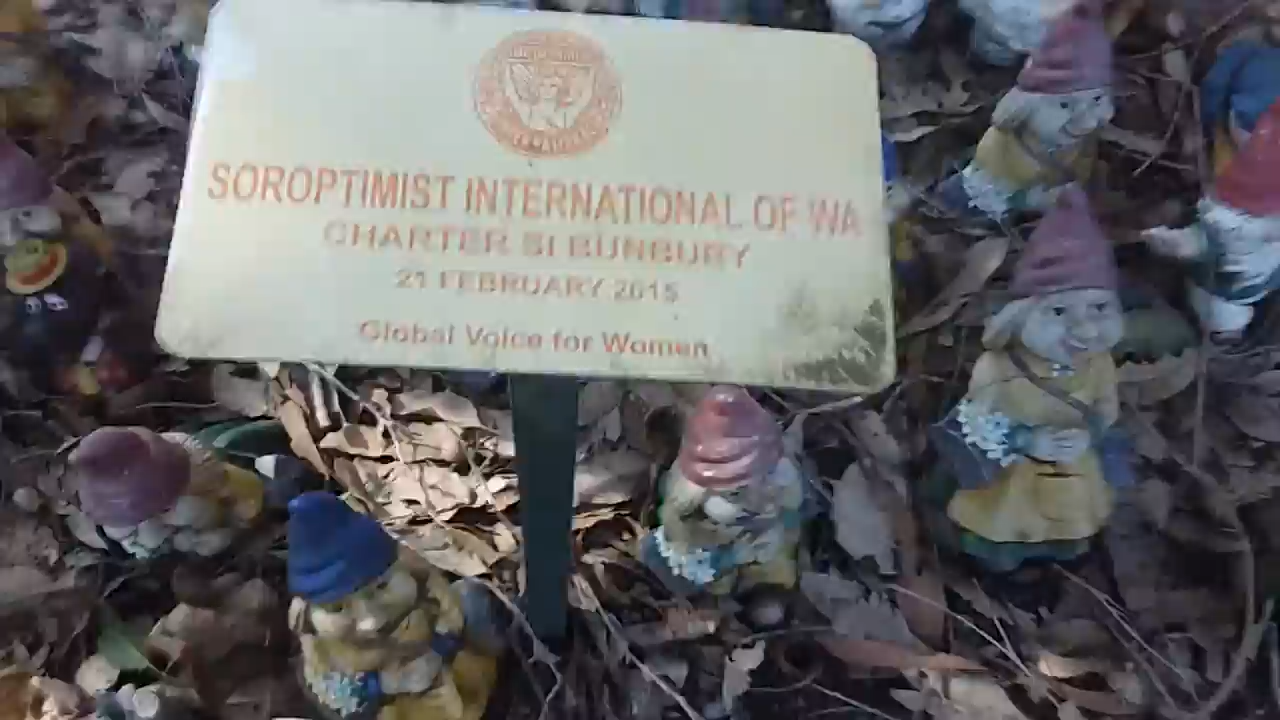 SOROPTIMIST INTERNATIONAL OF WA
CHARTER SI BUNBURY
21 FEBRUARY 2015
Global Voice for Women